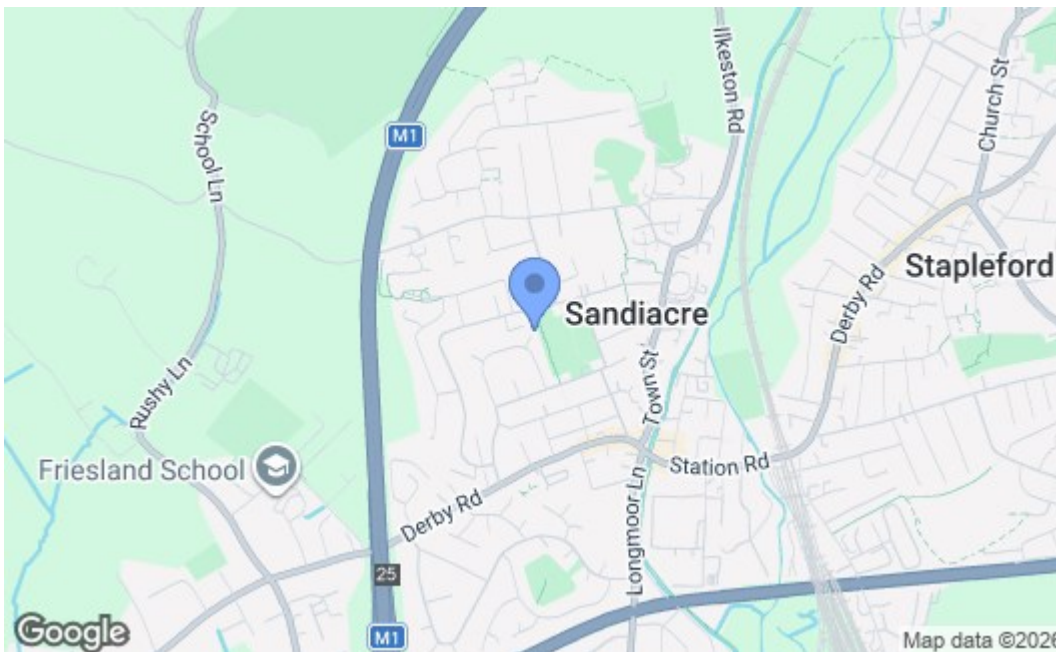 Ilkeston Rd
Church St
School Ln
M1
Stapleford
Derby Rd
Sandiacre
Town St
Rushy Ln
Friesland School
Station Rd
Derby Rd
Longmoor Ln
25
M1
Google
Map data ©2026